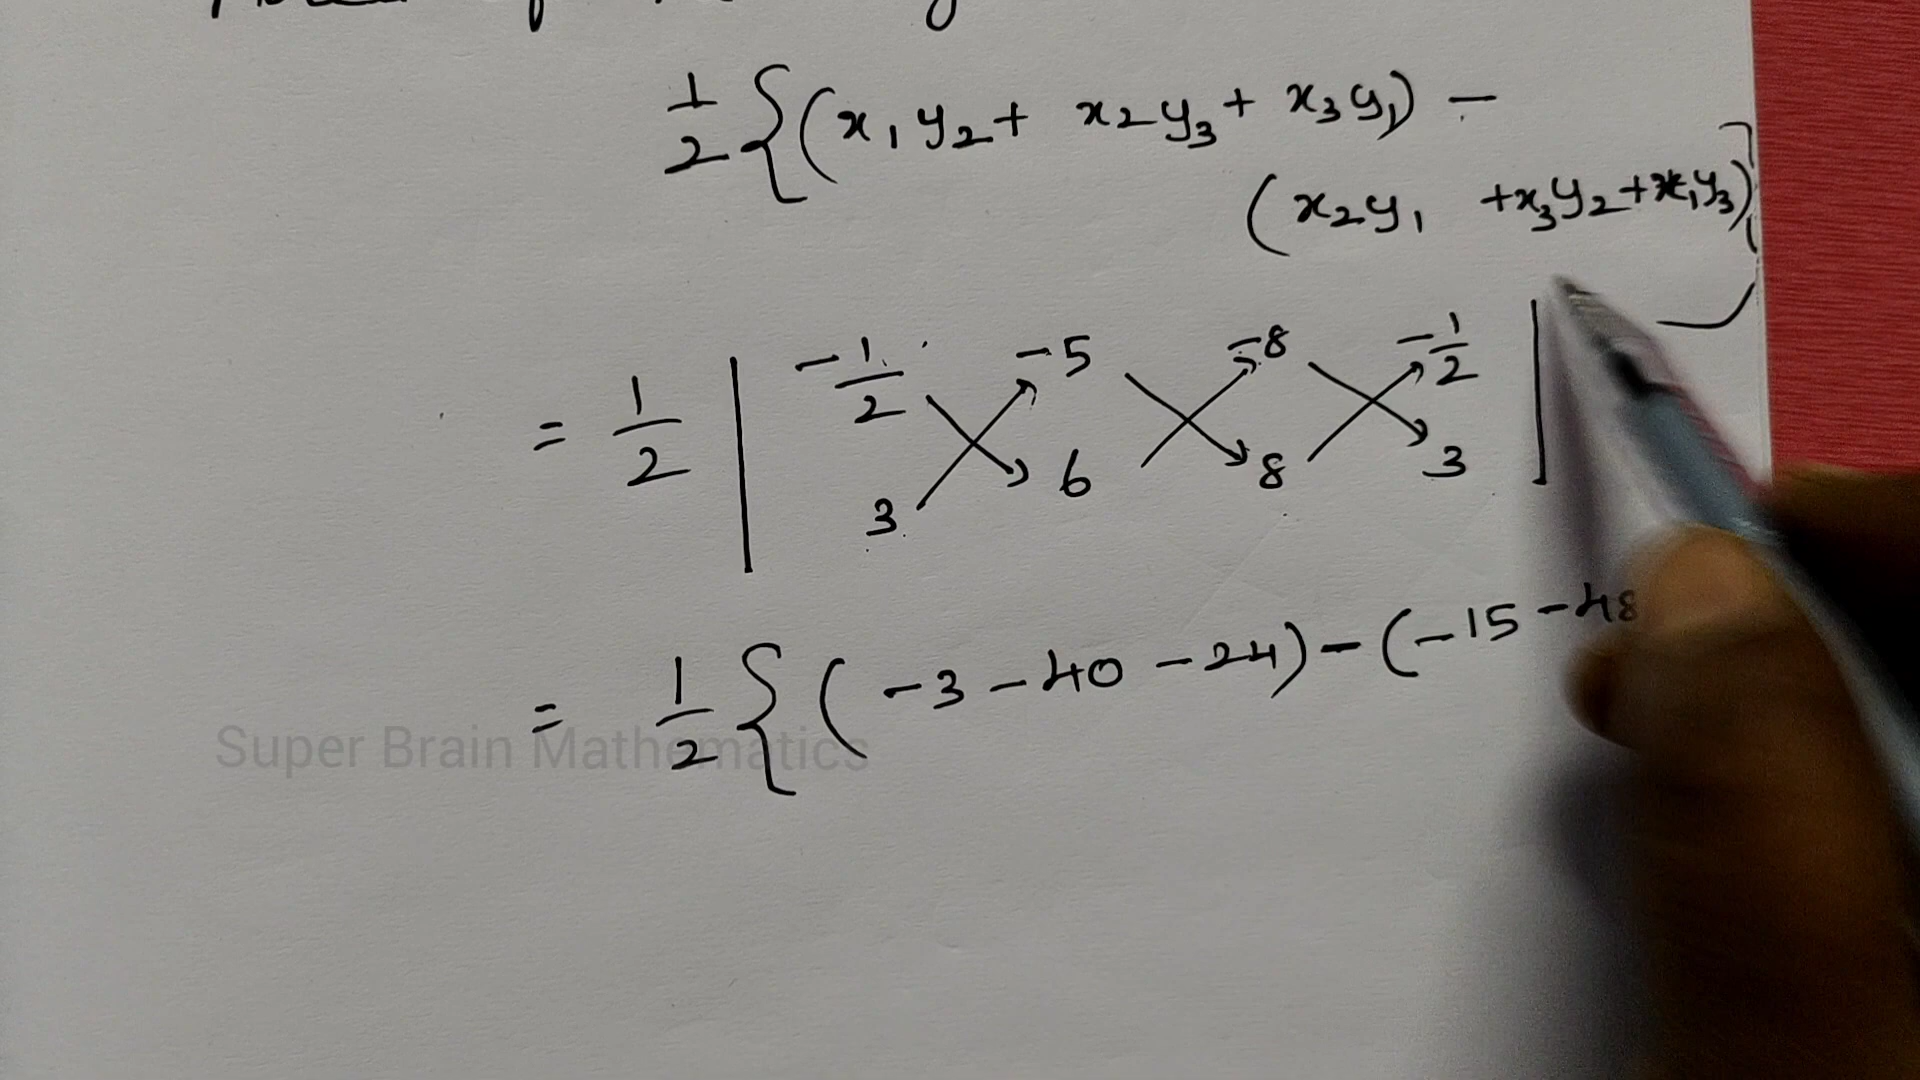 1/2 {(x₁y₂ + x₂y₃ + x₃y₁) −
(x₂y₁ + x₃y₂ + x₁y₃)}
= 1/2 | −1/2 −5 −8 −1/2 |
3 6 8 3
= 1/2 {(−3 −40 −24) − (−15 −48
Super Brain Mathematics